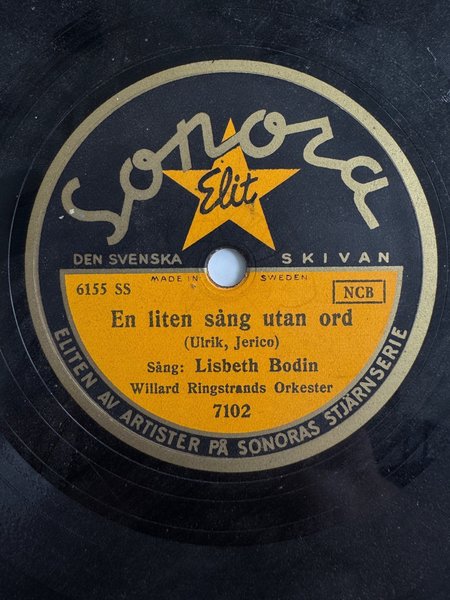 Sonora
Elit
DEN SVENSKA SKIVAN
MADE IN SWEDEN
6155 SS NCB
En liten sång utan ord
(Ulrik, Jerico)
Sång: Lisbeth Bodin
Willard Ringstrands Orkester
7102
ELITEN AV ARTISTER PÅ SONORAS STJÄRNSERIE